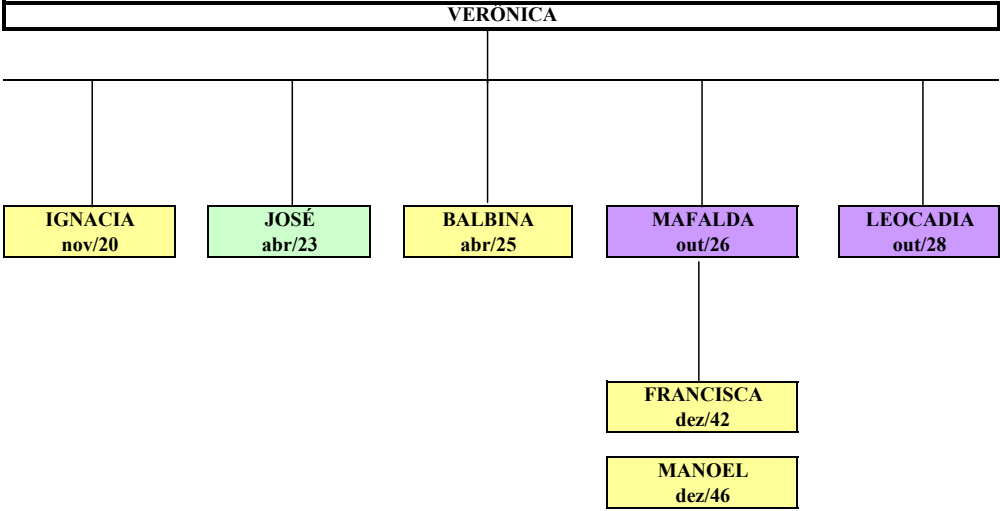 VERÖNICA
IGNACIA
nov/20
JOSÉ
abr/23
BALBINA
abr/25
MAFALDA
out/26
LEOCADIA
out/28
FRANCISCA
dez/42
MANOEL
dez/46